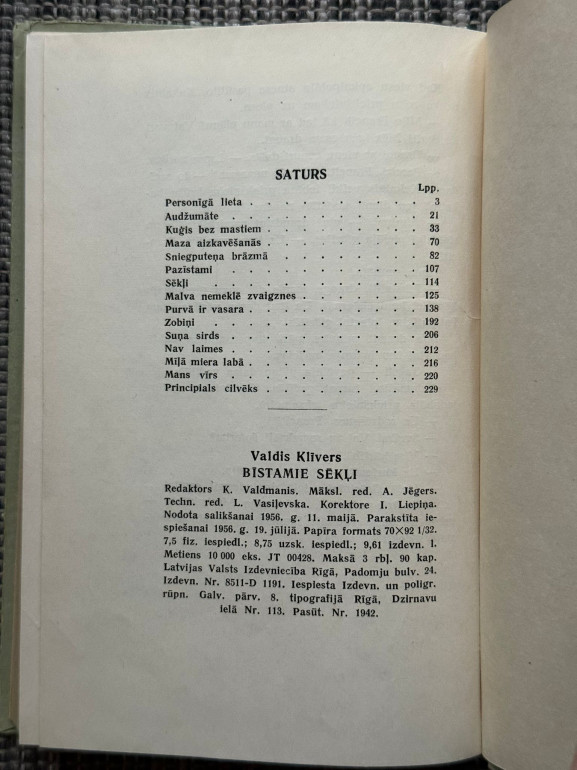 SATURS
Lpp.
Personīgā lieta . . . . . . . . . . 3
Audžumāte . . . . . . . . . . . 21
Kuģis bez mastiem . . . . . . . . . 33
Maza aizkavēšanās . . . . . . . . . 70
Sniegputeņa brāzmā . . . . . . . . 82
Pazīstami . . . . . . . . . . . 107
Sēkļi . . . . . . . . . . . . 114
Malva nemeklē zvaigznes . . . . . . . 125
Purvā ir vasara . . . . . . . . . . 138
Zobiņi . . . . . . . . . . . . 192
Suņa sirds . . . . . . . . . . . 206
Nav laimes . . . . . . . . . . . 212
Mīļā miera labā . . . . . . . . . . 216
Mans vīrs . . . . . . . . . . . 220
Principials cilvēks . . . . . . . . . 229
Valdis Klīvers
BĪSTAMIE SĒKĻI
Redaktors K. Valdmanis. Māksl. red. A. Jēgers.
Techn. red. L. Vasiļevska. Korektore I. Liepiņa.
Nodota salikšanai 1956. g. 11. maijā. Parakstīta ie-
spiešanai 1956. g. 19. jūlijā. Papīra formats 70×92 1/32.
7,5 fiz. iespiedl.; 8,75 uzsk. iespiedl.; 9,61 izdevn. l.
Metiens 10 000 eks. JT 00428. Maksā 3 rbļ. 90 kap.
Latvijas Valsts Izdevniecība Rīgā, Padomju bulv. 24.
Izdevn. Nr. 8511-D 1191. Iespiesta Izdevn. un poligr.
rūpn. Galv. pārv. 8. tipografijā Rīgā, Dzirnavu
ielā Nr. 113. Pasūt. Nr. 1942.